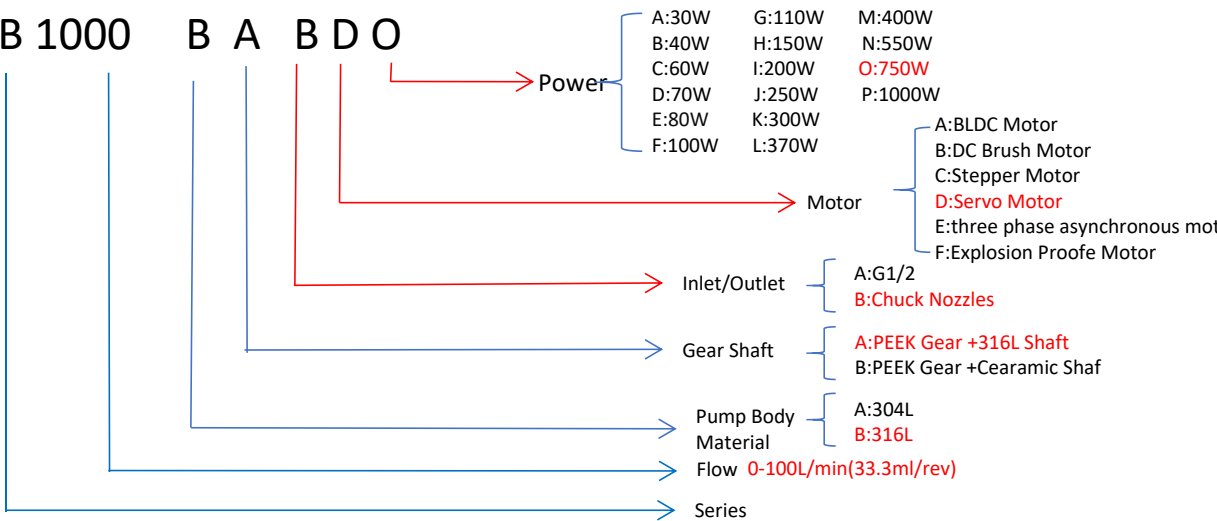 B 1000 B A B D O
Power
A:30W G:110W M:400W
B:40W H:150W N:550W
C:60W I:200W O:750W
D:70W J:250W P:1000W
E:80W K:300W
F:100W L:370W
Motor
A:BLDC Motor
B:DC Brush Motor
C:Stepper Motor
D:Servo Motor
E:three phase asynchronous mot
F:Explosion Proofe Motor
Inlet/Outlet
A:G1/2
B:Chuck Nozzles
Gear Shaft
A:PEEK Gear +316L Shaft
B:PEEK Gear +Cearamic Shaf
Pump Body
Material
A:304L
B:316L
Flow 0-100L/min(33.3ml/rev)
Series